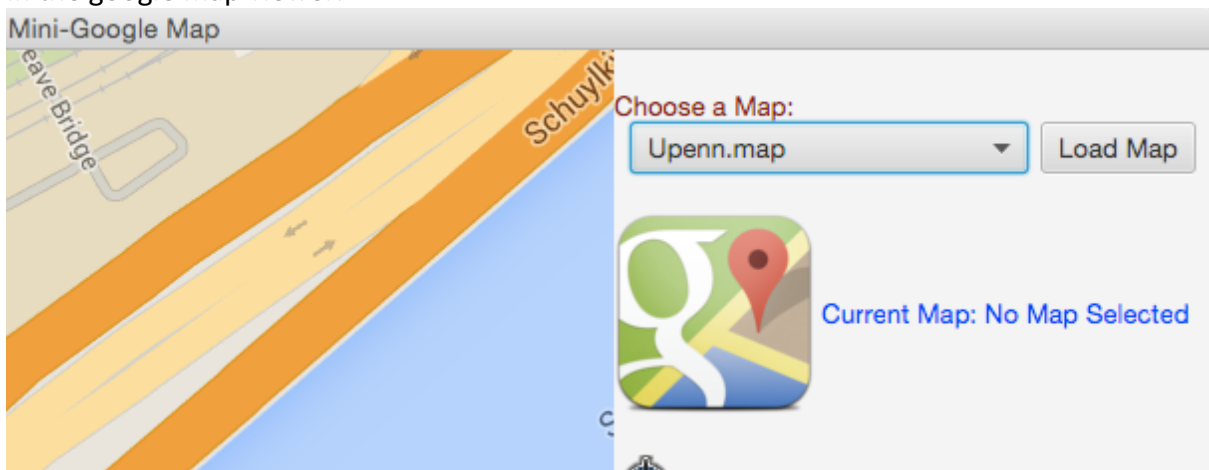 Mini-Google Map
eave Bridge
Schuylki
Choose a Map:
Upenn.map
Load Map
Current Map: No Map Selected